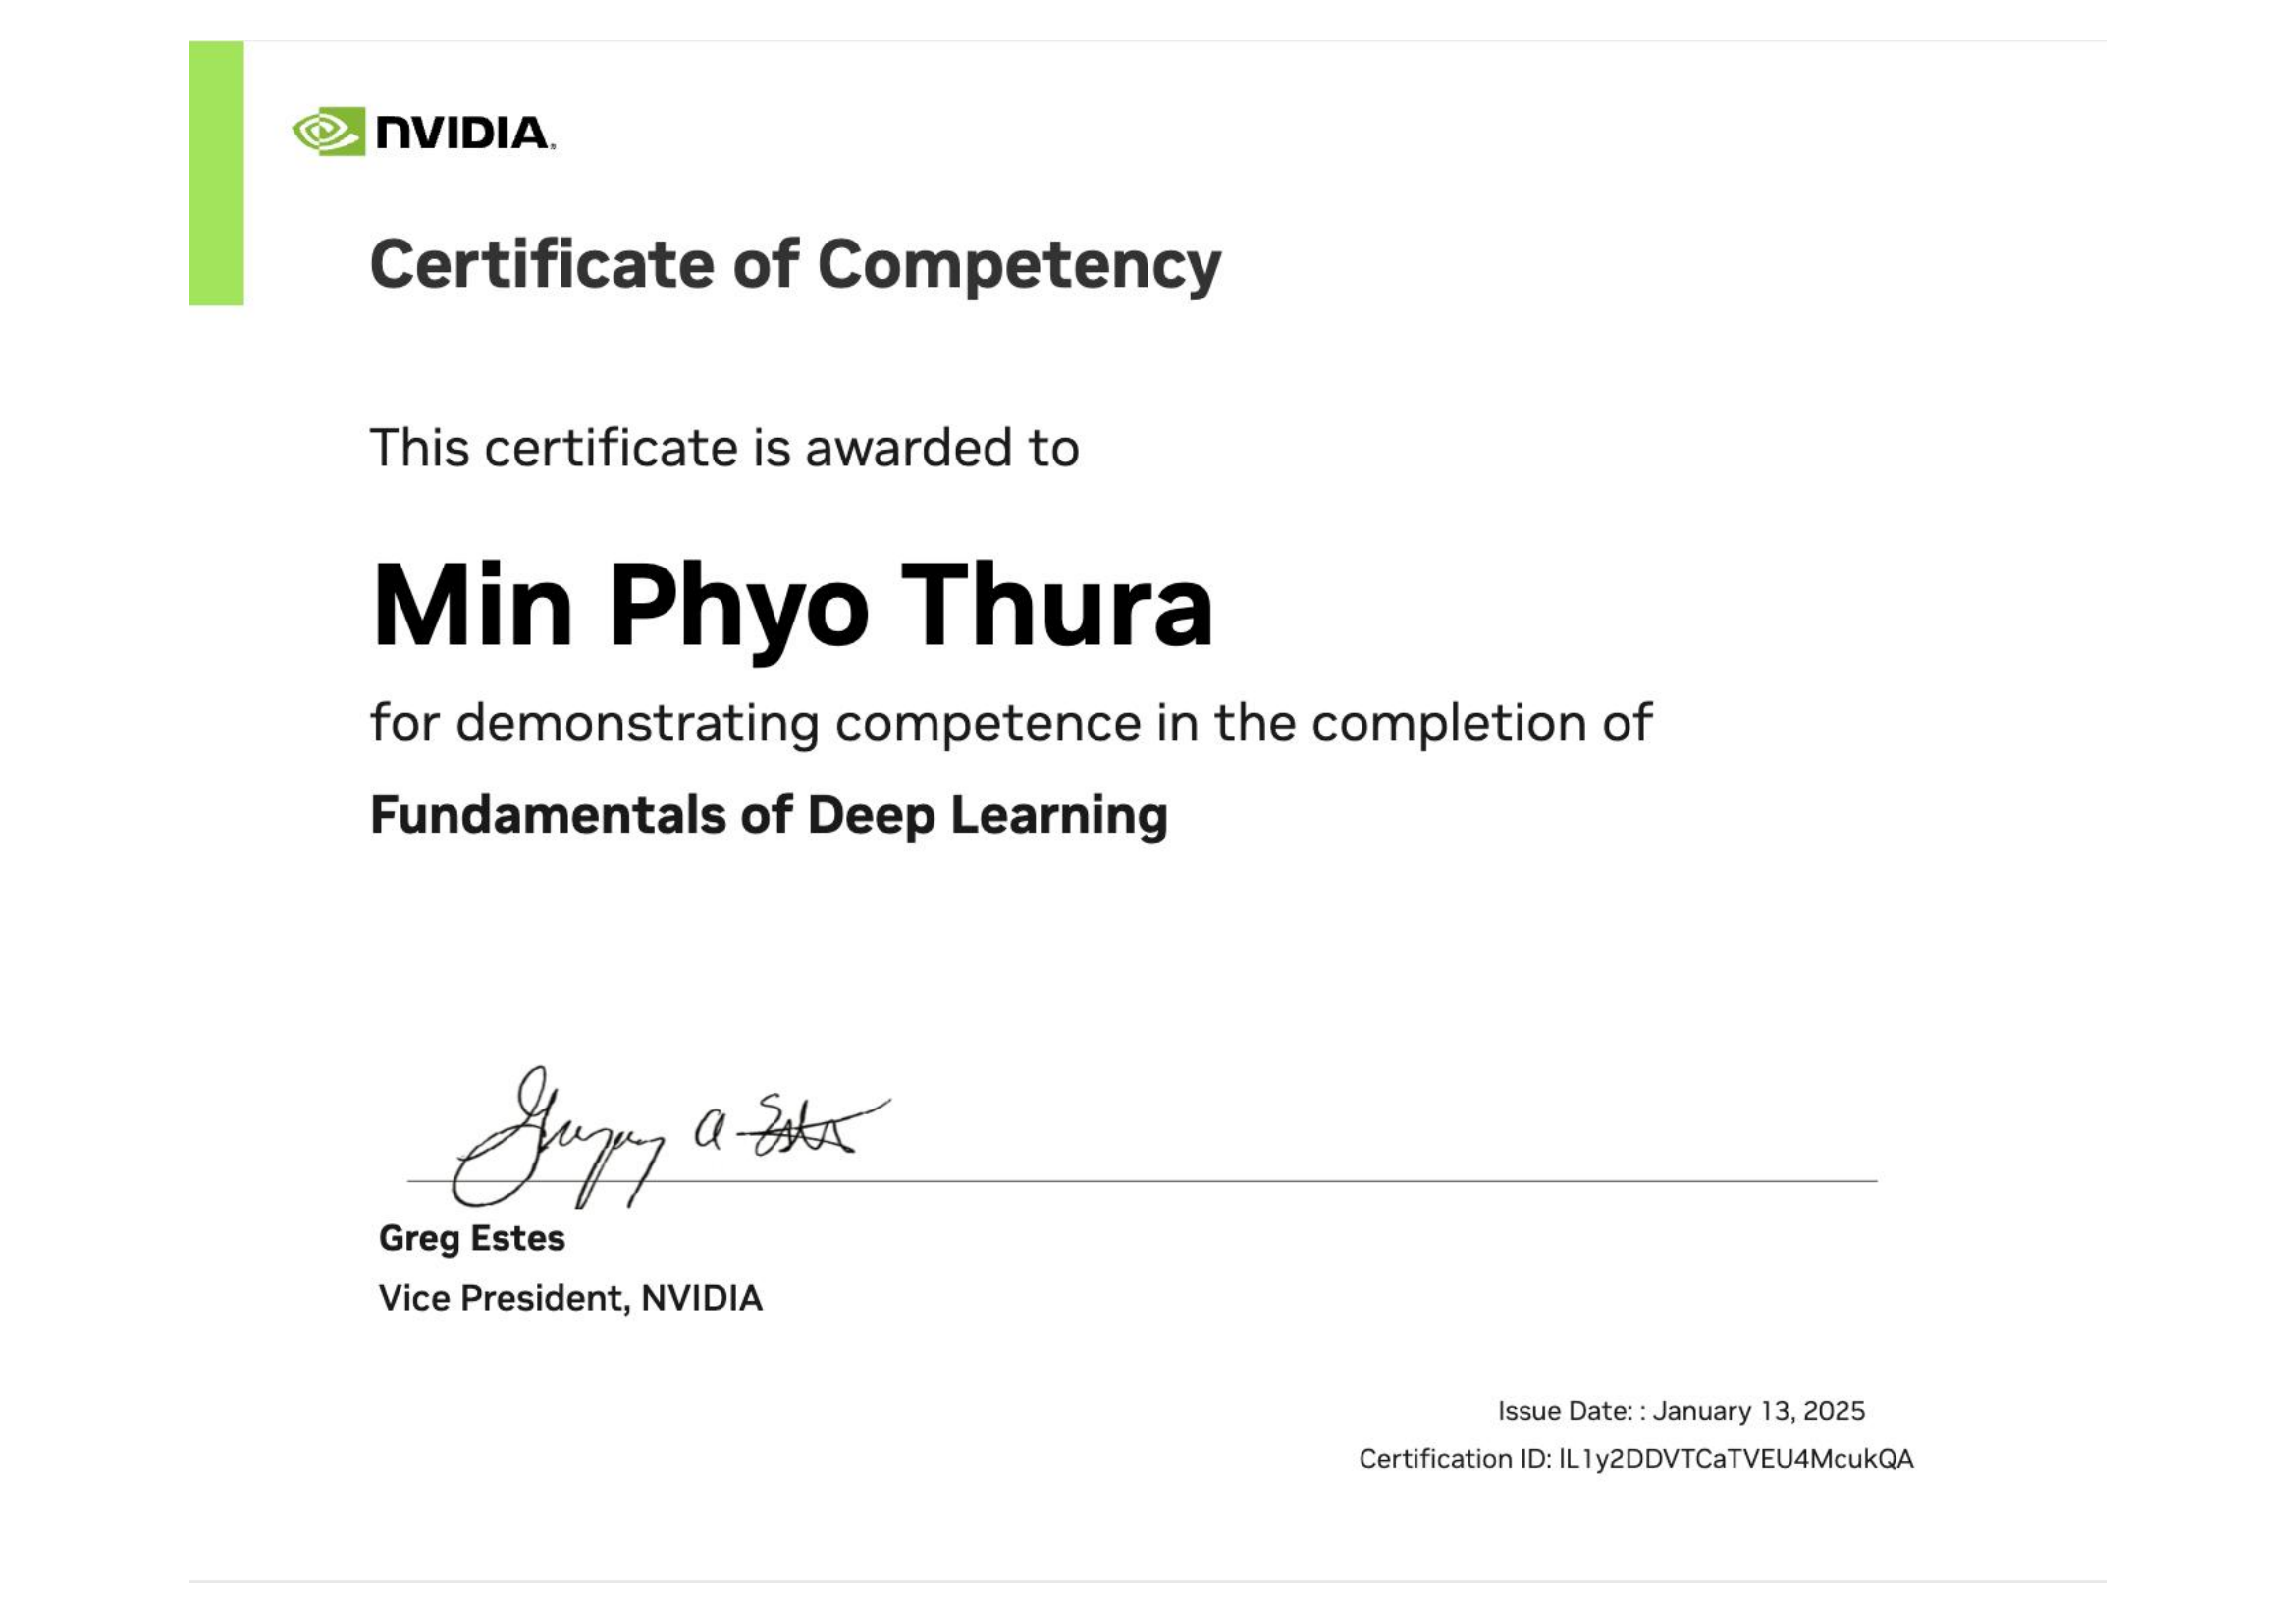 NVIDIA
Certificate of Competency
This certificate is awarded to
Min Phyo Thura
for demonstrating competence in the completion of
Fundamentals of Deep Learning
Gregory A Estes
Greg Estes
Vice President, NVIDIA
Issue Date: : January 13, 2025
Certification ID: lL1y2DDVTCaTVEU4McukQA